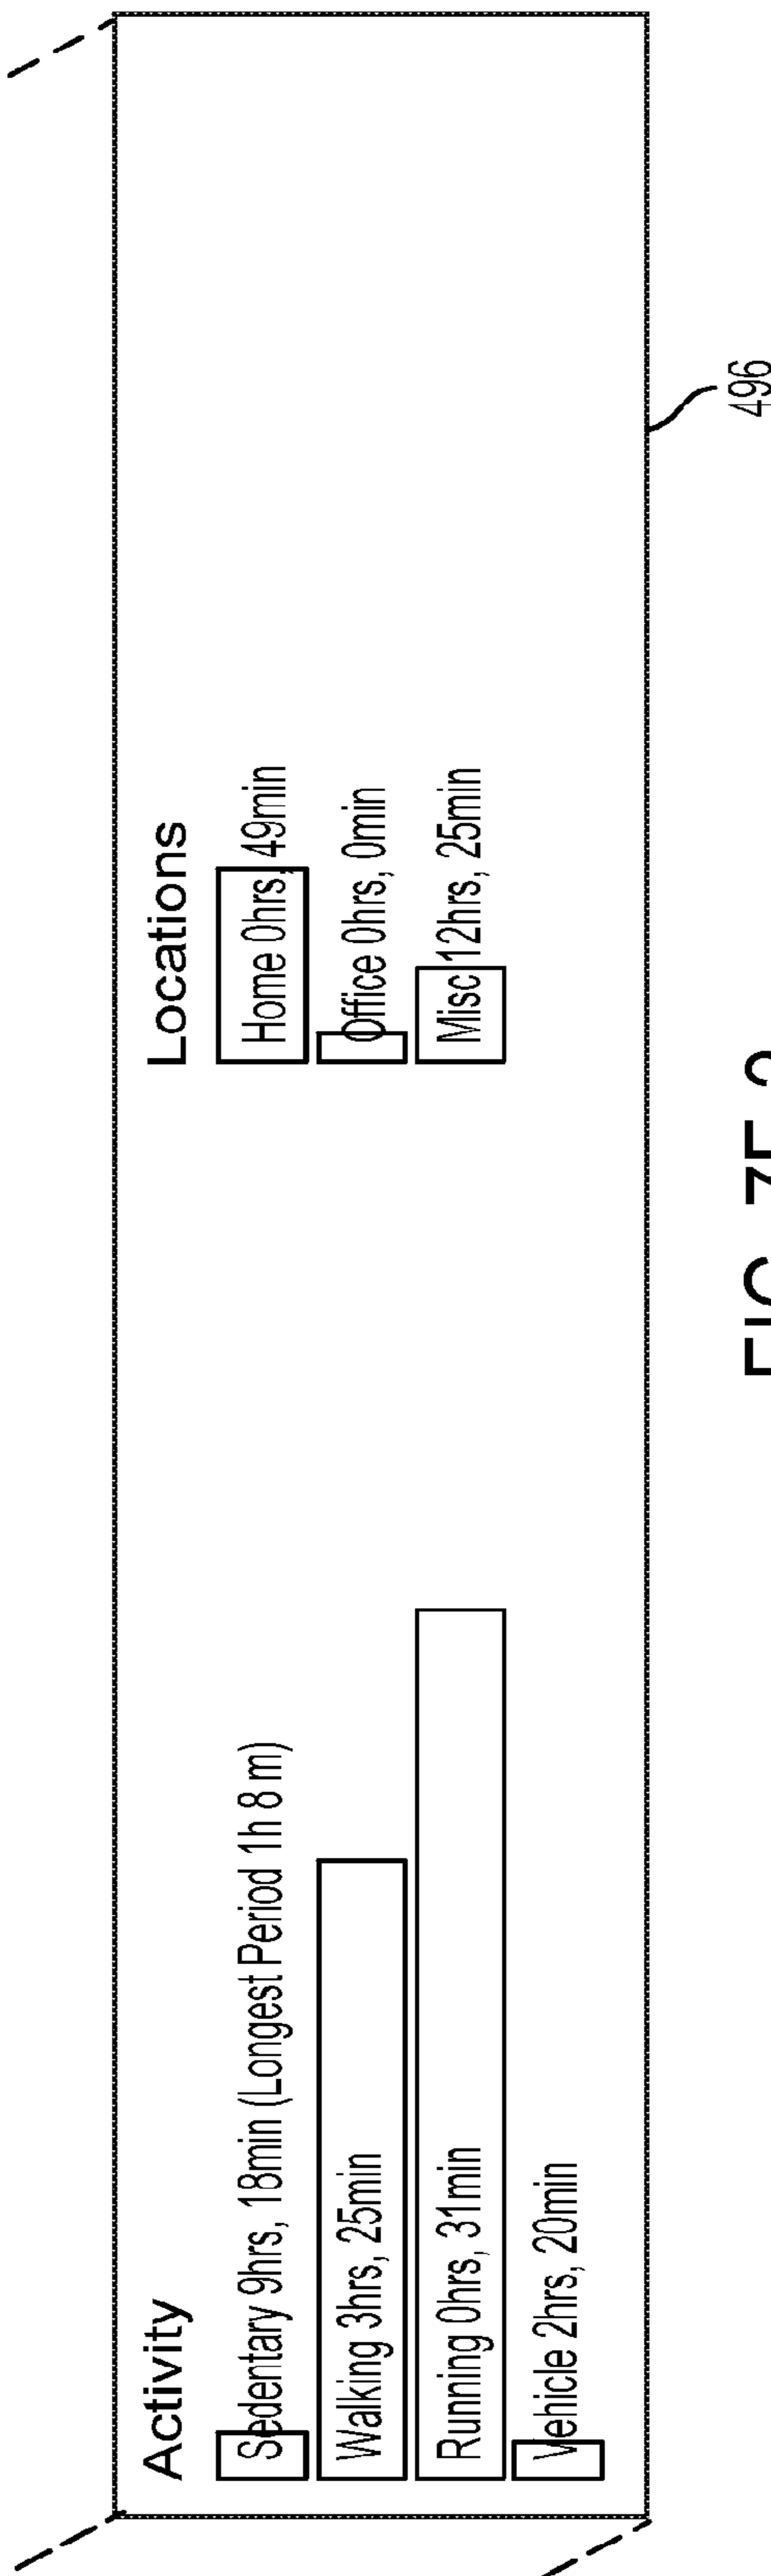 Activity
Sedentary 9hrs, 18min (Longest Period 1h 8 m)
Walking 3hrs, 25min
Running 0hrs, 31min
Vehicle 2hrs, 20min
Locations
Home 0hrs, 49min
Office 0hrs, 0min
Misc 12hrs, 25min
496